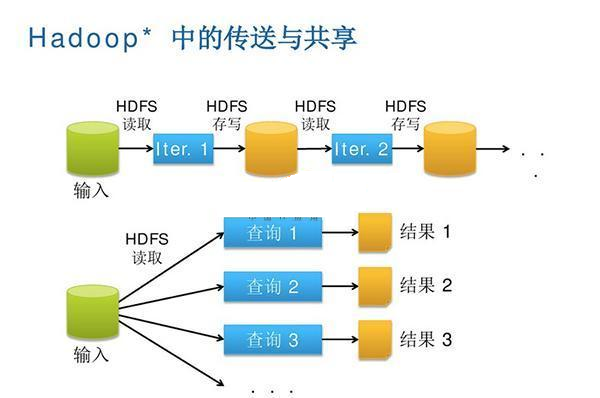 Hadoop* 中的传送与共享
HDFS 读取
HDFS 存写
HDFS 读取
HDFS 存写
Iter. 1
Iter. 2
. . .
输入
HDFS 读取
查询 1
结果 1
查询 2
结果 2
查询 3
结果 3
输入
. . .